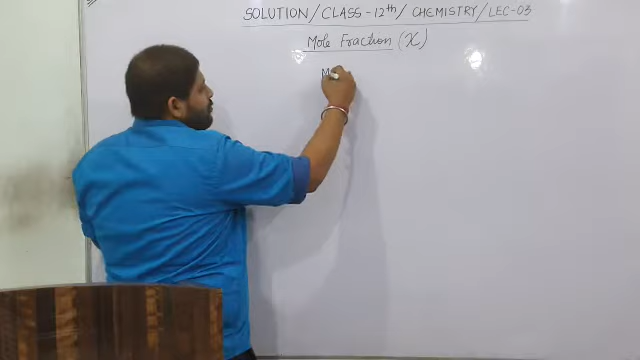 SOLUTION/CLASS-12th/CHEMISTRY/LEC-03
Mole Fraction (X)
M